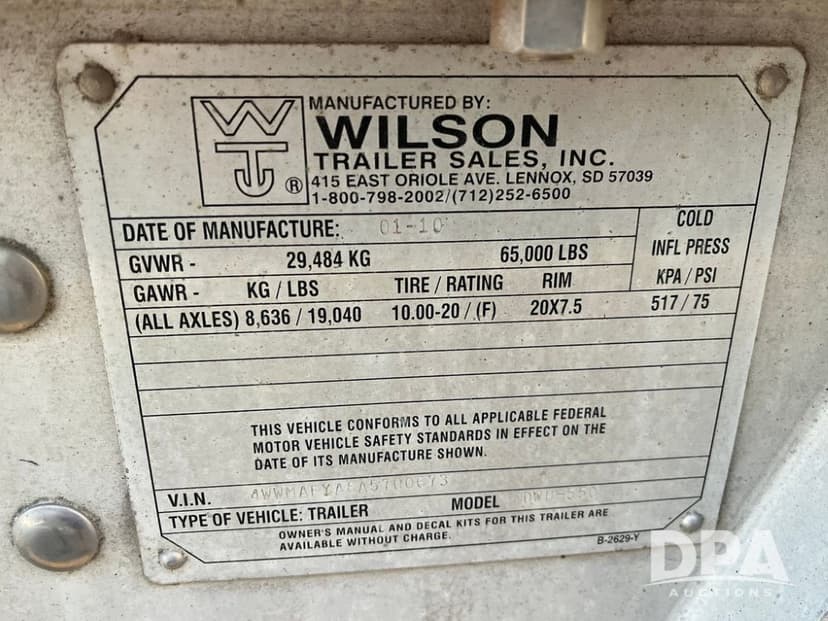 MANUFACTURED BY:
WILSON
TRAILER SALES, INC.
415 EAST ORIOLE AVE. LENNOX, SD 57039
1-800-798-2002/(712)252-6500
WT ®
DATE OF MANUFACTURE: 01-10
COLD
INFL PRESS
KPA / PSI
GVWR - 29,484 KG 65,000 LBS
GAWR - KG / LBS TIRE / RATING RIM
(ALL AXLES) 8,636 / 19,040 10.00-20 / (F) 20X7.5 517 / 75
THIS VEHICLE CONFORMS TO ALL APPLICABLE FEDERAL
MOTOR VEHICLE SAFETY STANDARDS IN EFFECT ON THE
DATE OF ITS MANUFACTURE SHOWN.
V.I.N.
TYPE OF VEHICLE: TRAILER MODEL
OWNER'S MANUAL AND DECAL KITS FOR THIS TRAILER ARE
AVAILABLE WITHOUT CHARGE.
B-2629-Y
DPA
AUCTIONS